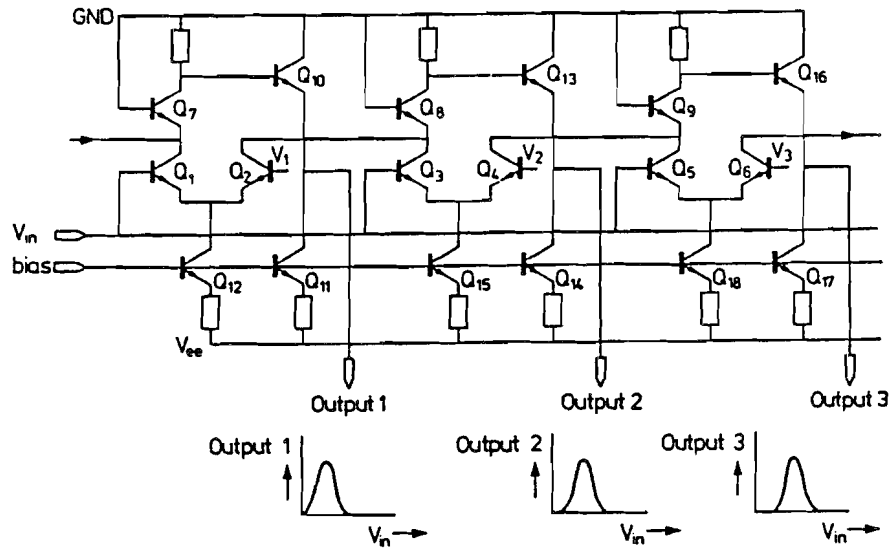 GND
Q10 Q13 Q16
Q7 Q8 Q9
V1 V2 V3
Q1 Q2 Q3 Q4 Q5 Q6
Vin
bias
Q12 Q11 Q15 Q14 Q18 Q17
Vee
Output 1 Output 2 Output 3
Output 1 Output 2 Output 3
Vin Vin Vin